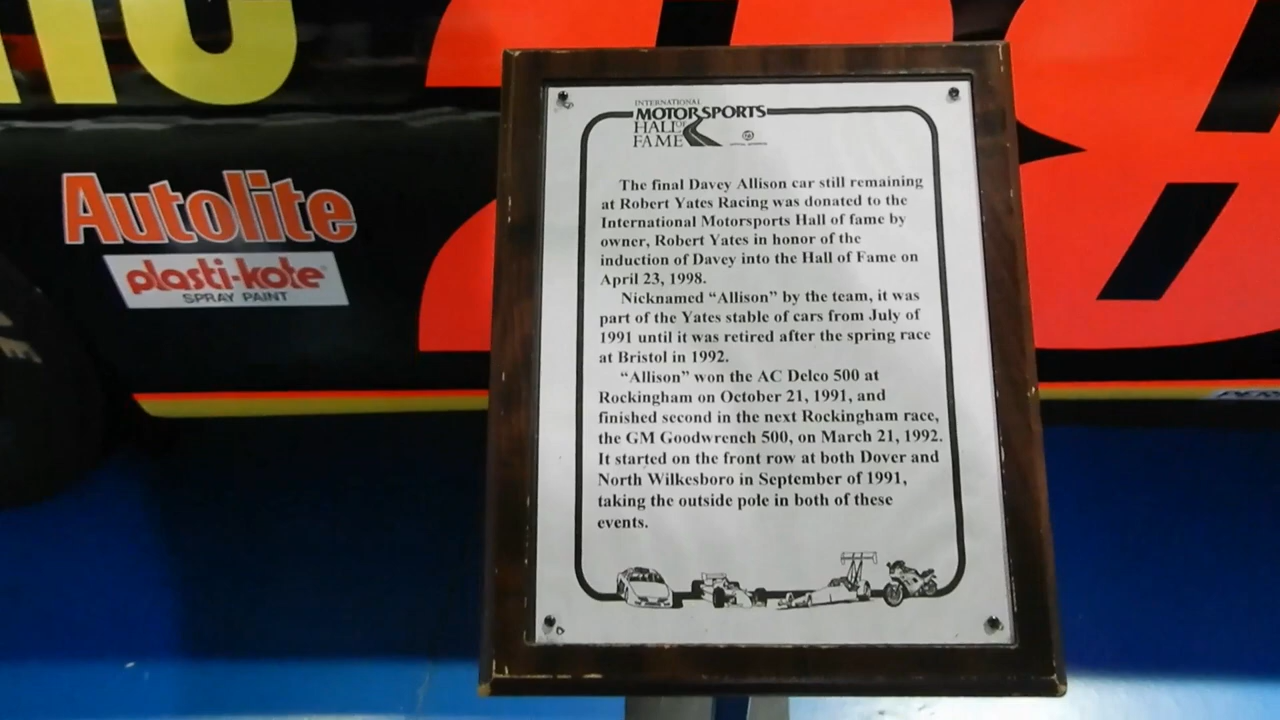 Autolite
plasti-kote
SPRAY PAINT
28
INTERNATIONAL
MOTORSPORTS
HALL OF
FAME
The final Davey Allison car still remaining
at Robert Yates Racing was donated to the
International Motorsports Hall of fame by
owner, Robert Yates in honor of the
induction of Davey into the Hall of Fame on
April 23, 1998.
Nicknamed “Allison” by the team, it was
part of the Yates stable of cars from July of
1991 until it was retired after the spring race
at Bristol in 1992.
“Allison” won the AC Delco 500 at
Rockingham on October 21, 1991, and
finished second in the next Rockingham race,
the GM Goodwrench 500, on March 21, 1992.
It started on the front row at both Dover and
North Wilkesboro in September of 1991,
taking the outside pole in both of these
events.